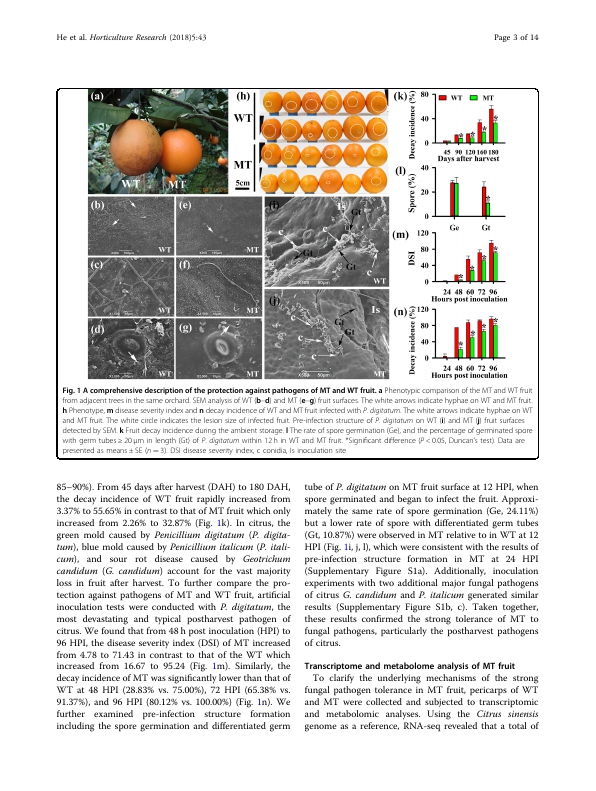 He et al. Horticulture Research (2018)5:43
Page 3 of 14
(a)
WT
MT
(h)
WT
MT
5cm
(b)
WT
(e)
MT
(c)
WT
(f)
MT
(d)
WT
(g)
MT
(i)
Is
c
Gt
Gt
c
Gt
c
WT
(j)
Gt
Is
c
Gt
c
c
MT
(k)
WT MT
Decay incidence (%)
80
40
0
45 90 120 160 180
Days after harvest
(l)
Spore (%)
40
20
0
Ge Gt
(m)
DSI
120
80
40
0
24 48 60 72 96
Hours post inoculation
(n)
Decay incidence (%)
120
80
40
0
24 48 60 72 96
Hours post inoculation
Fig. 1 A comprehensive description of the protection against pathogens of MT and WT fruit. a Phenotypic comparison of the MT and WT fruit
from adjacent trees in the same orchard. SEM analysis of WT (b–d) and MT (e–g) fruit surfaces. The white arrows indicate hyphae on WT and MT fruit.
h Phenotype, m disease severity index and n decay incidence of WT and MT fruit infected with P. digitatum. The white arrows indicate hyphae on WT
and MT fruit. The white circle indicates the lesion size of infected fruit. Pre-infection structure of P. digitatum on WT (i) and MT (j) fruit surfaces
detected by SEM. k Fruit decay incidence during the ambient storage. l The rate of spore germination (Ge), and the percentage of germinated spore
with germ tubes ≥ 20 μm in length (Gt) of P. digitatum within 12 h in WT and MT fruit. *Significant difference (P < 0.05, Duncan's test). Data are
presented as means ± SE (n = 3). DSI disease severity index, c conidia, Is inoculation site
85–90%). From 45 days after harvest (DAH) to 180 DAH,
the decay incidence of WT fruit rapidly increased from
3.37% to 55.65% in contrast to that of MT fruit which only
increased from 2.26% to 32.87% (Fig. 1k). In citrus, the
green mold caused by Penicillium digitatum (P. digita-
tum), blue mold caused by Penicillium italicum (P. itali-
cum), and sour rot disease caused by Geotrichum
candidum (G. candidum) account for the vast majority
loss in fruit after harvest. To further compare the pro-
tection against pathogens of MT and WT fruit, artificial
inoculation tests were conducted with P. digitatum, the
most devastating and typical postharvest pathogen of
citrus. We found that from 48 h post inoculation (HPI) to
96 HPI, the disease severity index (DSI) of MT increased
from 4.78 to 71.43 in contrast to that of the WT which
increased from 16.67 to 95.24 (Fig. 1m). Similarly, the
decay incidence of MT was significantly lower than that of
WT at 48 HPI (28.83% vs. 75.00%), 72 HPI (65.38% vs.
91.37%), and 96 HPI (80.12% vs. 100.00%) (Fig. 1n). We
further examined pre-infection structure formation
including the spore germination and differentiated germ
tube of P. digitatum on MT fruit surface at 12 HPI, when
spore germinated and began to infect the fruit. Approxi-
mately the same rate of spore germination (Ge, 24.11%)
but a lower rate of spore with differentiated germ tubes
(Gt, 10.87%) were observed in MT relative to in WT at 12
HPI (Fig. 1i, j, l), which were consistent with the results of
pre-infection structure formation in MT at 24 HPI
(Supplementary Figure S1a). Additionally, inoculation
experiments with two additional major fungal pathogens
of citrus G. candidum and P. italicum generated similar
results (Supplementary Figure S1b, c). Taken together,
these results confirmed the strong tolerance of MT to
fungal pathogens, particularly the postharvest pathogens
of citrus.
Transcriptome and metabolome analysis of MT fruit
To clarify the underlying mechanisms of the strong
fungal pathogen tolerance in MT fruit, pericarps of WT
and MT were collected and subjected to transcriptomic
and metabolomic analyses. Using the Citrus sinensis
genome as a reference, RNA-seq revealed that a total of